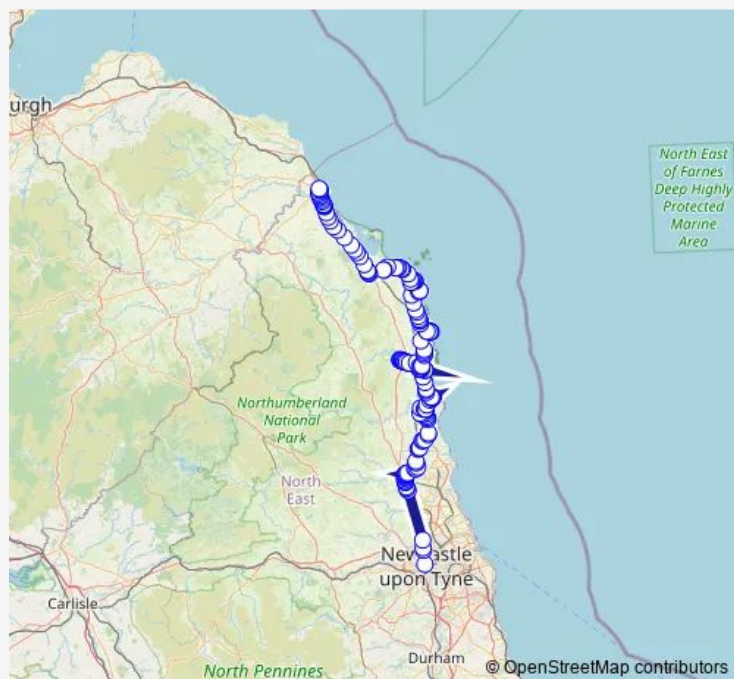 urgh
North East
of Farnes
Deep Highly
Protected
Marine
Area
Northumberland
National
Park
North
East
Newcastle
upon Tyne
Carlisle
Durham
North Pennines
© OpenStreetMap contributors